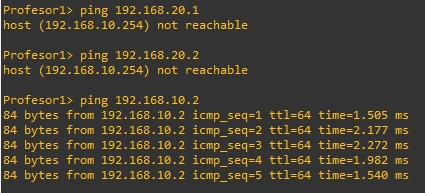 Profesor1> ping 192.168.20.1
host (192.168.10.254) not reachable
Profesor1> ping 192.168.20.2
host (192.168.10.254) not reachable
Profesor1> ping 192.168.10.2
84 bytes from 192.168.10.2 icmp_seq=1 ttl=64 time=1.505 ms
84 bytes from 192.168.10.2 icmp_seq=2 ttl=64 time=2.177 ms
84 bytes from 192.168.10.2 icmp_seq=3 ttl=64 time=2.272 ms
84 bytes from 192.168.10.2 icmp_seq=4 ttl=64 time=1.982 ms
84 bytes from 192.168.10.2 icmp_seq=5 ttl=64 time=1.540 ms